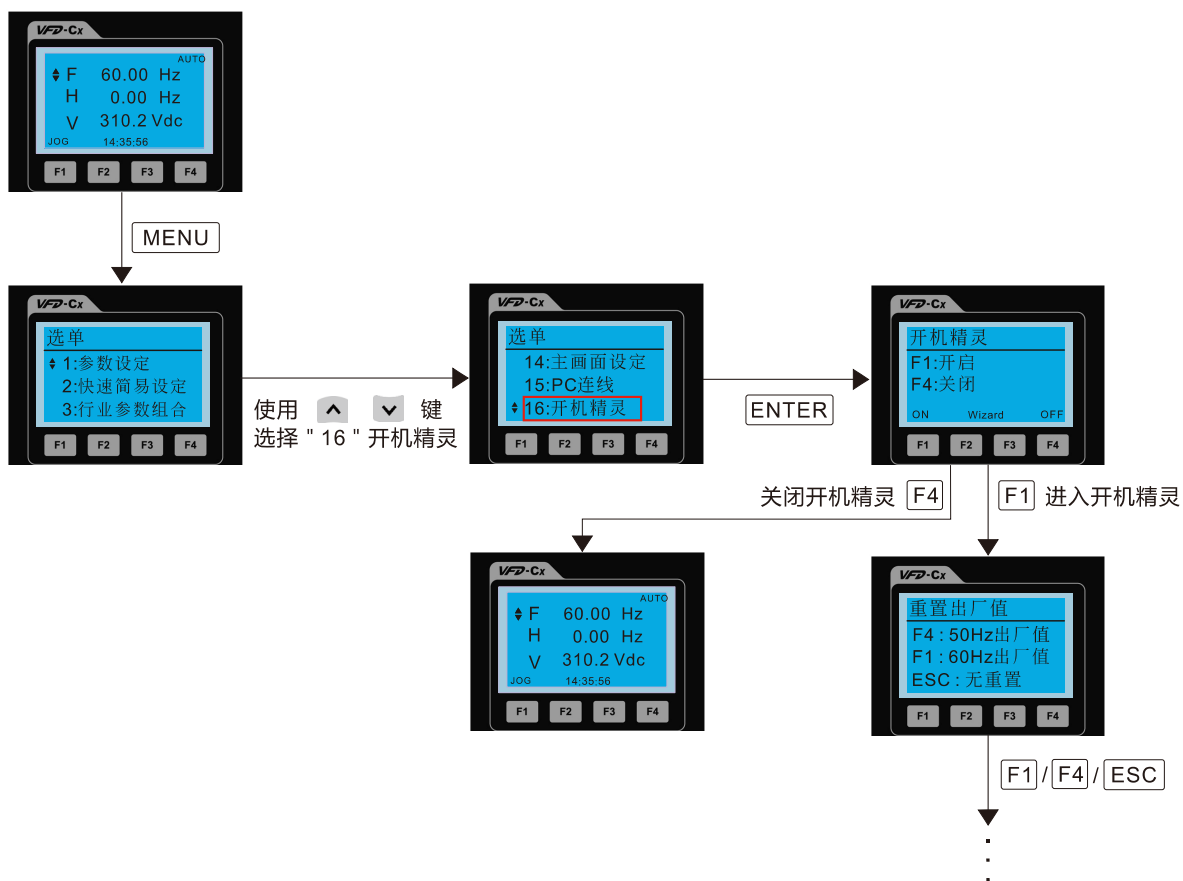 VFD-Cx
AUTO
F 60.00 Hz
H 0.00 Hz
V 310.2 Vdc
JOG 14:35:56
F1 F2 F3 F4
MENU
VFD-Cx
选单
1:参数设定
2:快速简易设定
3:行业参数组合
F1 F2 F3 F4
使用 键
选择 " 16 " 开机精灵
VFD-Cx
选单
14:主画面设定
15:PC连线
16:开机精灵
F1 F2 F3 F4
ENTER
VFD-Cx
开机精灵
F1:开启
F4:关闭
ON Wizard OFF
F1 F2 F3 F4
关闭开机精灵 F4
F1 进入开机精灵
VFD-Cx
AUTO
F 60.00 Hz
H 0.00 Hz
V 310.2 Vdc
JOG 14:35:56
F1 F2 F3 F4
VFD-Cx
重置出厂值
F4 : 50Hz出厂值
F1 : 60Hz出厂值
ESC : 无重置
F1 F2 F3 F4
F1 / F4 / ESC